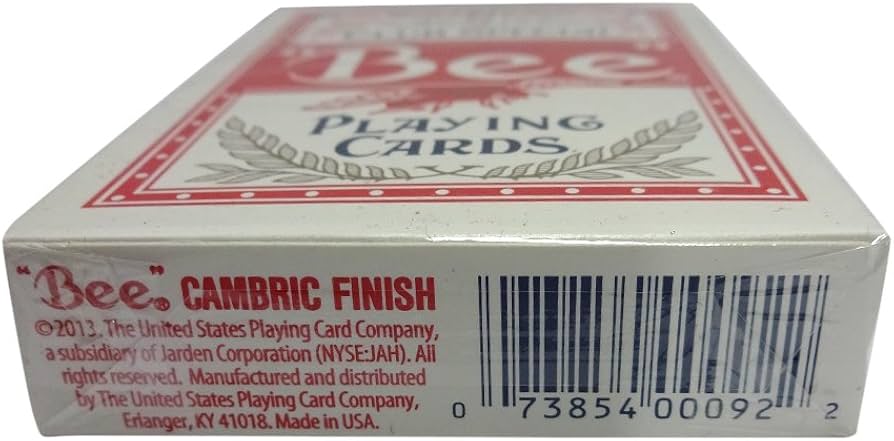 CLUB SPECIAL
"Bee"
PLAYING
CARDS
"Bee"® CAMBRIC FINISH
©2013. The United States Playing Card Company,
a subsidiary of Jarden Corporation (NYSE:JAH). All
rights reserved. Manufactured and distributed
by The United States Playing Card Company,
Erlanger, KY 41018. Made in USA.
0 73854 00092 2